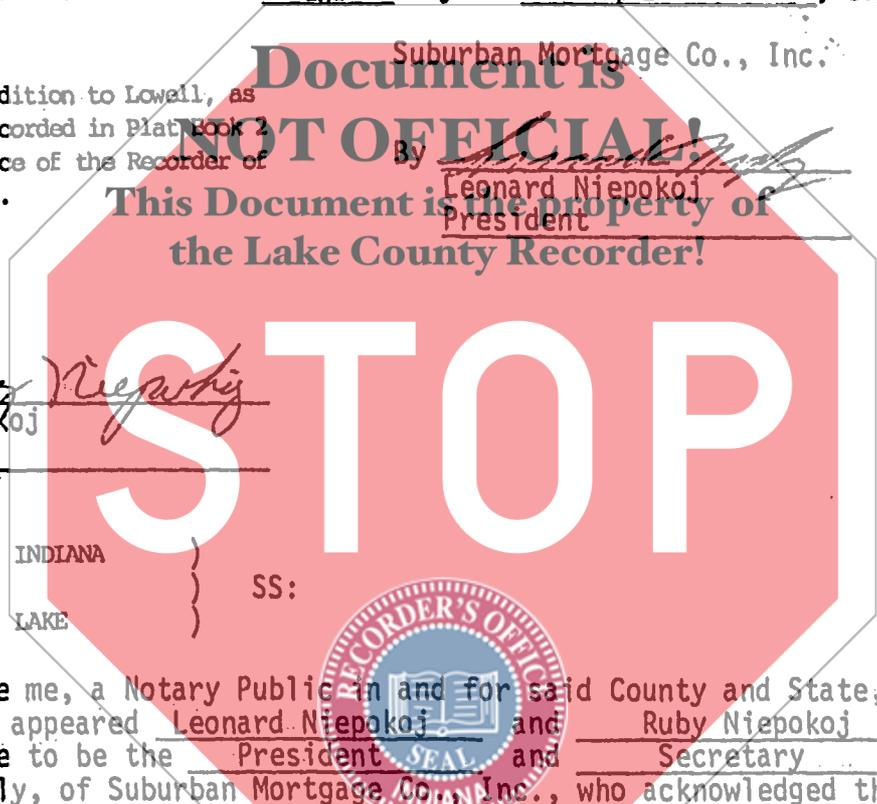 Suburban Mortgage Co., Inc.
Document is
dition to Lowell, as
corded in Plat Book 2
NOT OFFICIAL!
ce of the Recorder of
By
Leonard Niepokoj
This Document is the property of
President
the Lake County Recorder!
Niepokoj
koj
STOP
INDIANA )
) SS:
LAKE )
RECORDER'S OFFICE
SEAL
INDIANA
e me, a Notary Public in and for said County and State,
appeared Leonard Niepokoj and Ruby Niepokoj
e to be the President and Secretary
ly, of Suburban Mortgage Co., Inc., who acknowledged th